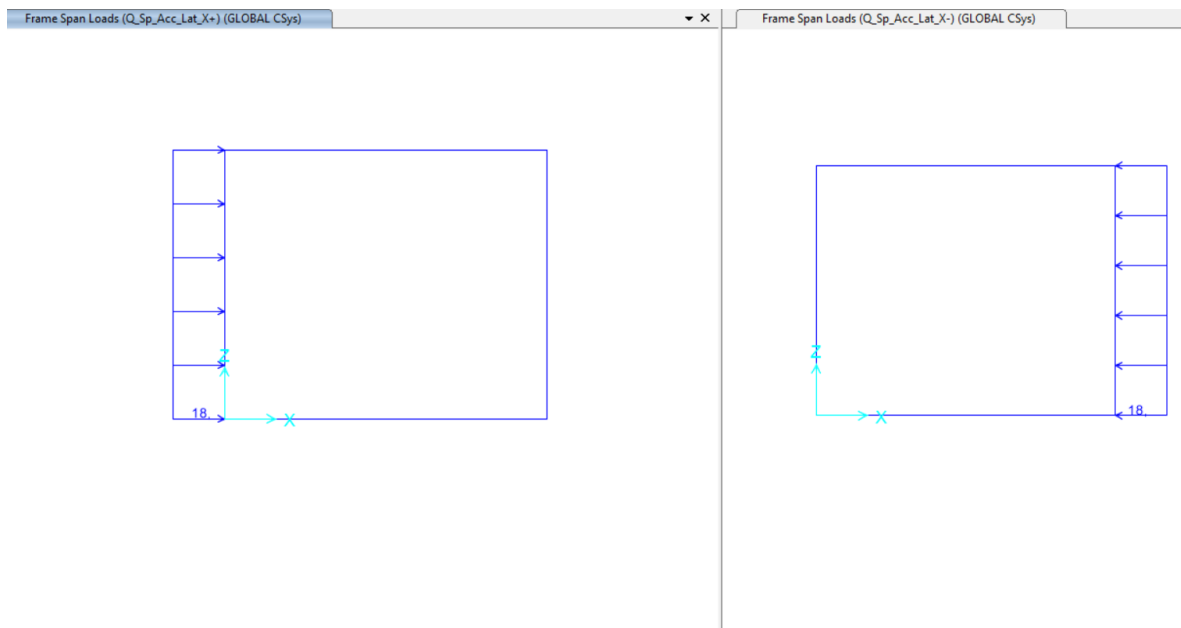 Frame Span Loads (Q_Sp_Acc_Lat_X+) (GLOBAL CSys)
Frame Span Loads (Q_Sp_Acc_Lat_X-) (GLOBAL CSys)
Z
18.
X
Z
X
18.